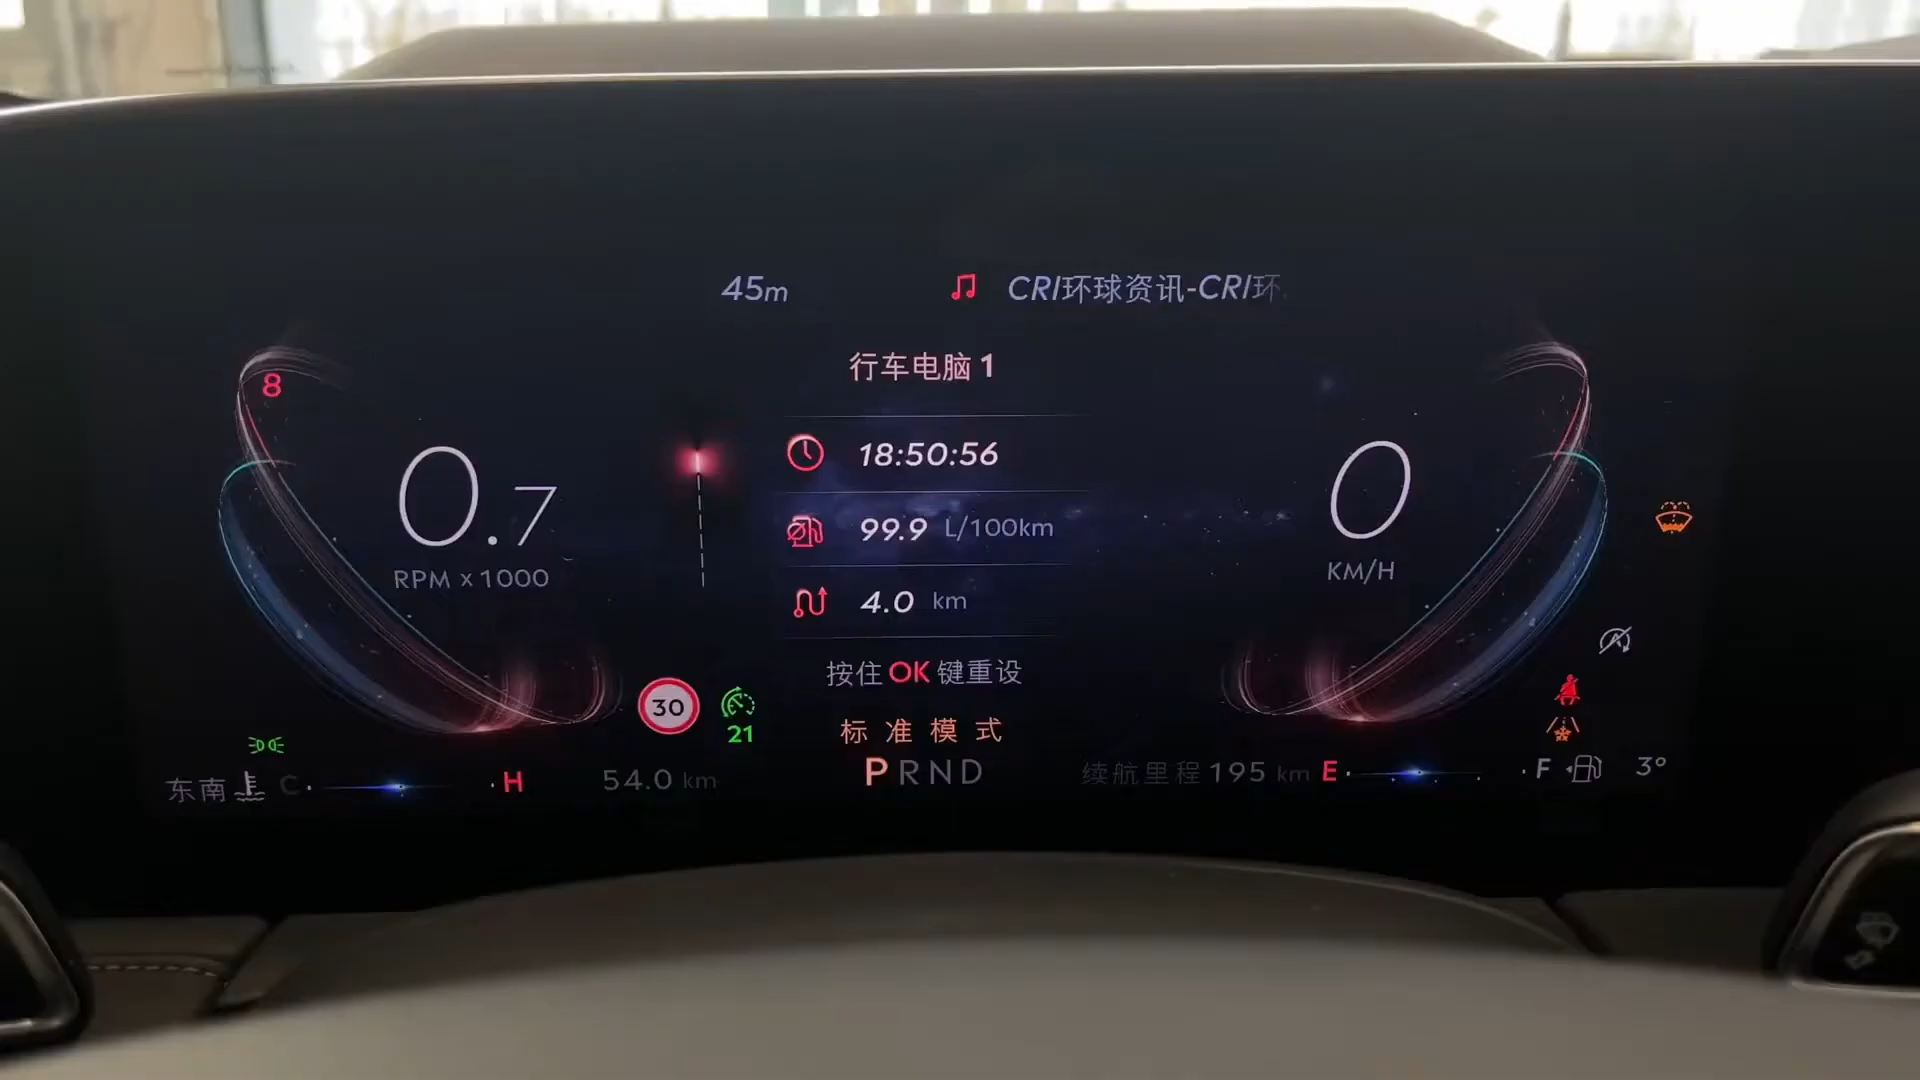 45m
CRI环球资讯-CRI环
行车电脑 1
8
18:50:56
0.7
RPM x 1000
99.9 L/100km
0
KM/H
4.0 km
按住 OK 键重设
30
21
标准模式
东南
C
H
54.0 km
PRND
续航里程 195 km
E
F
3°